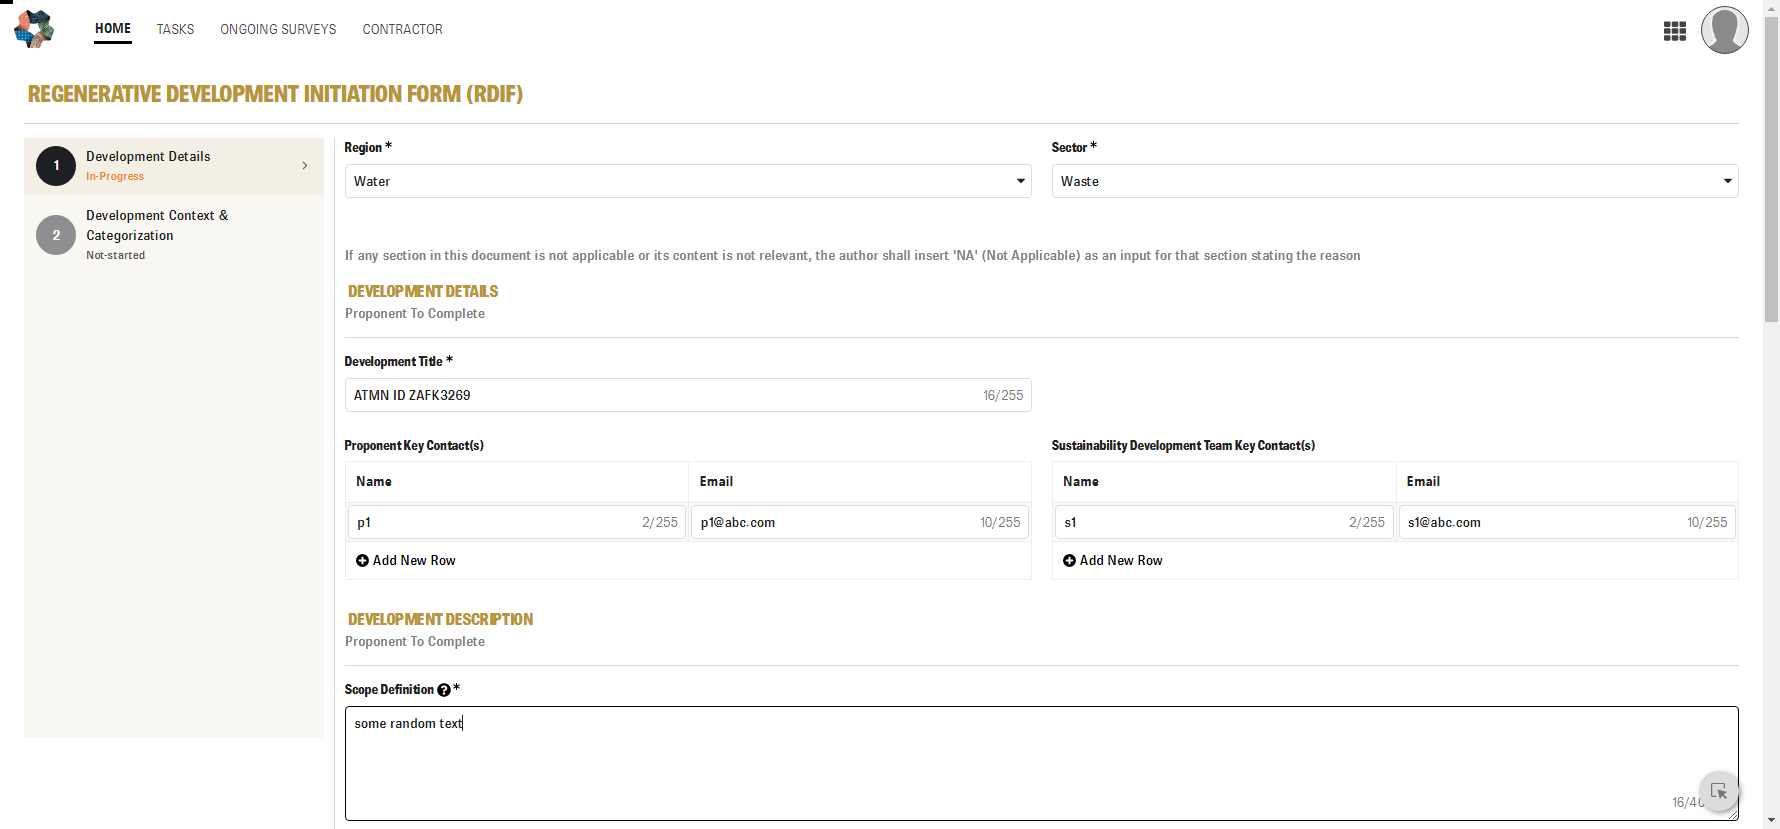 HOME TASKS ONGOING SURVEYS CONTRACTOR
REGENERATIVE DEVELOPMENT INITIATION FORM (RDIF)
1 Development Details
In-Progress
2 Development Context &
Categorization
Not-started
Region * Sector *
Water Waste
If any section in this document is not applicable or its content is not relevant, the author shall insert 'NA' (Not Applicable) as an input for that section stating the reason
DEVELOPMENT DETAILS
Proponent To Complete
Development Title *
ATMN ID ZAFK3269 16/255
Proponent Key Contact(s) Sustainability Development Team Key Contact(s)
Name Email Name Email
p1 2/255 p1@abc.com 10/255 s1 2/255 s1@abc.com 10/255
Add New Row Add New Row
DEVELOPMENT DESCRIPTION
Proponent To Complete
Scope Definition ? *
some random text